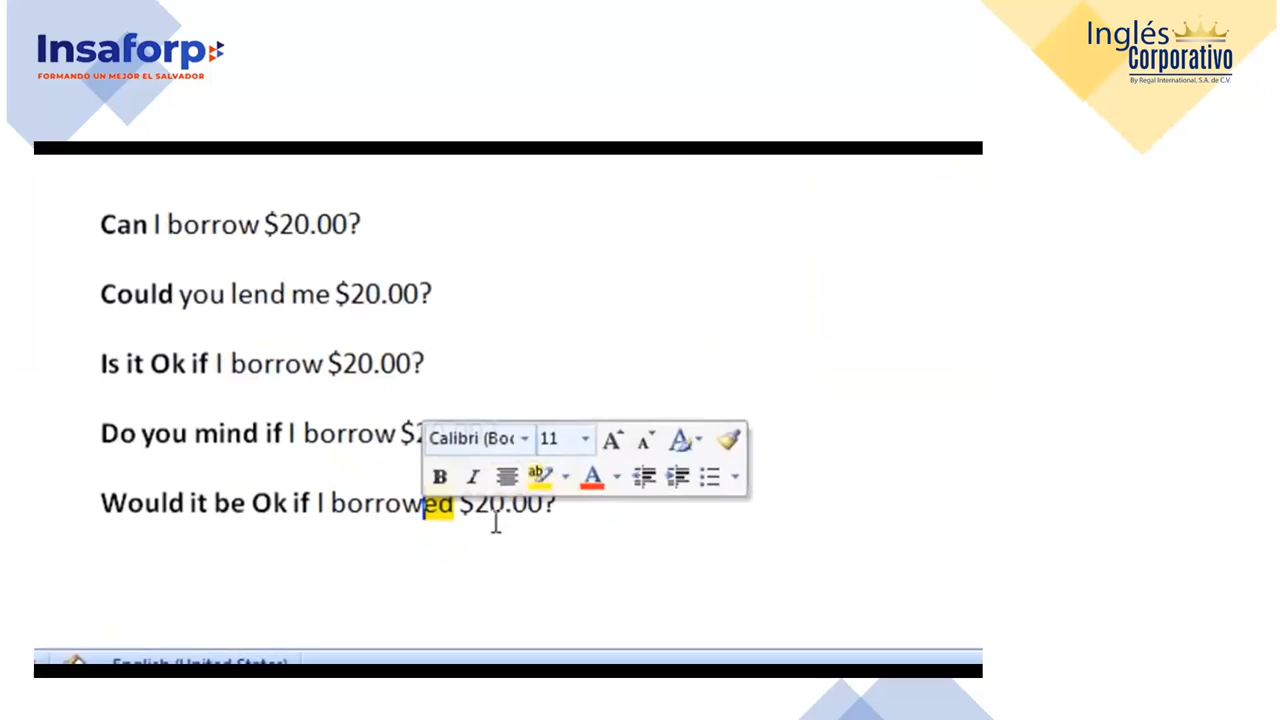 Insaforp
FORMANDO UN MEJOR EL SALVADOR
Inglés
Corporativo
By Regal International, S.A. de C.V.
Can I borrow $20.00?
Could you lend me $20.00?
Is it Ok if I borrow $20.00?
Do you mind if I borrow $2
Calibri (Boc 11 A A A
B I ab A
Would it be Ok if I borrowed $20.00?
English (United States)